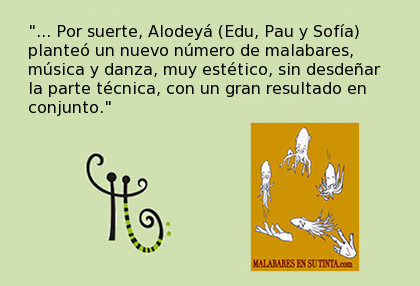 "... Por suerte, Alodeyá (Edu, Pau y Sofía)
planteó un nuevo número de malabares,
música y danza, muy estético, sin desdeñar
la parte técnica, con un gran resultado en
conjunto."
MALABARES EN SU TINTA.com